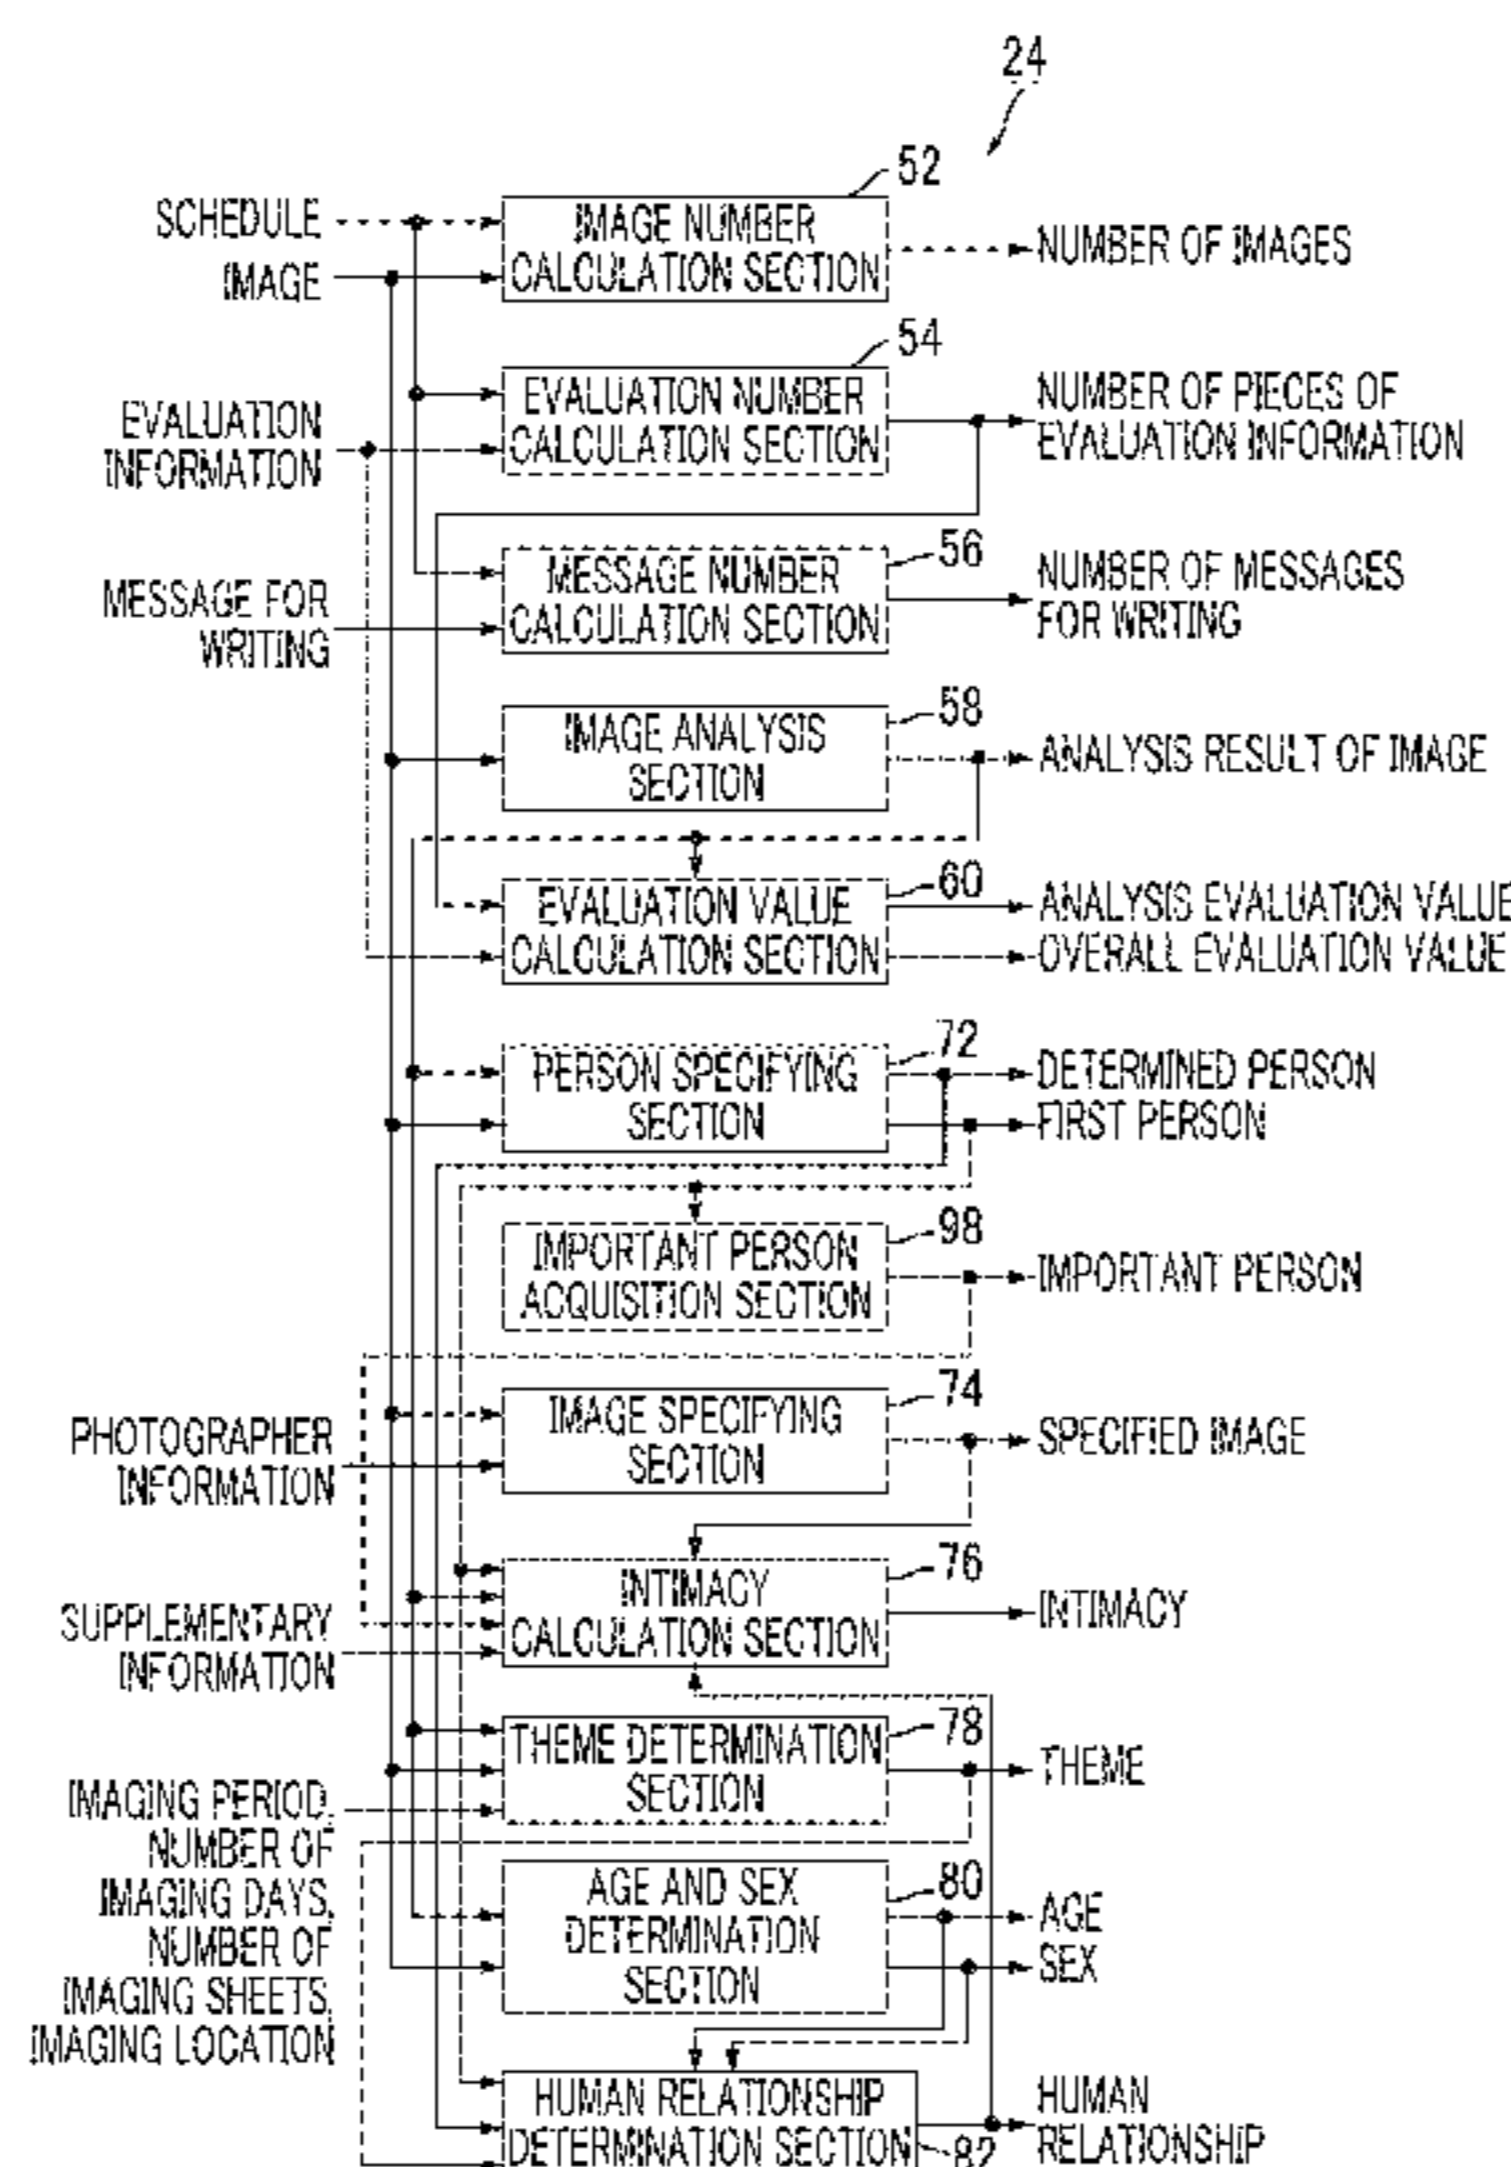 24
52
SCHEDULE
IMAGE
IMAGE NUMBER
CALCULATION SECTION
NUMBER OF IMAGES
54
EVALUATION
INFORMATION
EVALUATION NUMBER
CALCULATION SECTION
NUMBER OF PIECES OF
EVALUATION INFORMATION
56
MESSAGE FOR
WRITING
MESSAGE NUMBER
CALCULATION SECTION
NUMBER OF MESSAGES
FOR WRITING
58
IMAGE ANALYSIS
SECTION
ANALYSIS RESULT OF IMAGE
60
EVALUATION VALUE
CALCULATION SECTION
ANALYSIS EVALUATION VALUE
OVERALL EVALUATION VALUE
72
PERSON SPECIFYING
SECTION
DETERMINED PERSON
FIRST PERSON
98
IMPORTANT PERSON
ACQUISITION SECTION
IMPORTANT PERSON
74
PHOTOGRAPHER
INFORMATION
IMAGE SPECIFYING
SECTION
SPECIFIED IMAGE
76
SUPPLEMENTARY
INFORMATION
INTIMACY
CALCULATION SECTION
INTIMACY
78
THEME DETERMINATION
SECTION
THEME
IMAGING PERIOD,
NUMBER OF
IMAGING DAYS,
NUMBER OF
IMAGING SHEETS,
IMAGING LOCATION
80
AGE AND SEX
DETERMINATION
SECTION
AGE
SEX
HUMAN RELATIONSHIP
DETERMINATION SECTION
82
HUMAN
RELATIONSHIP